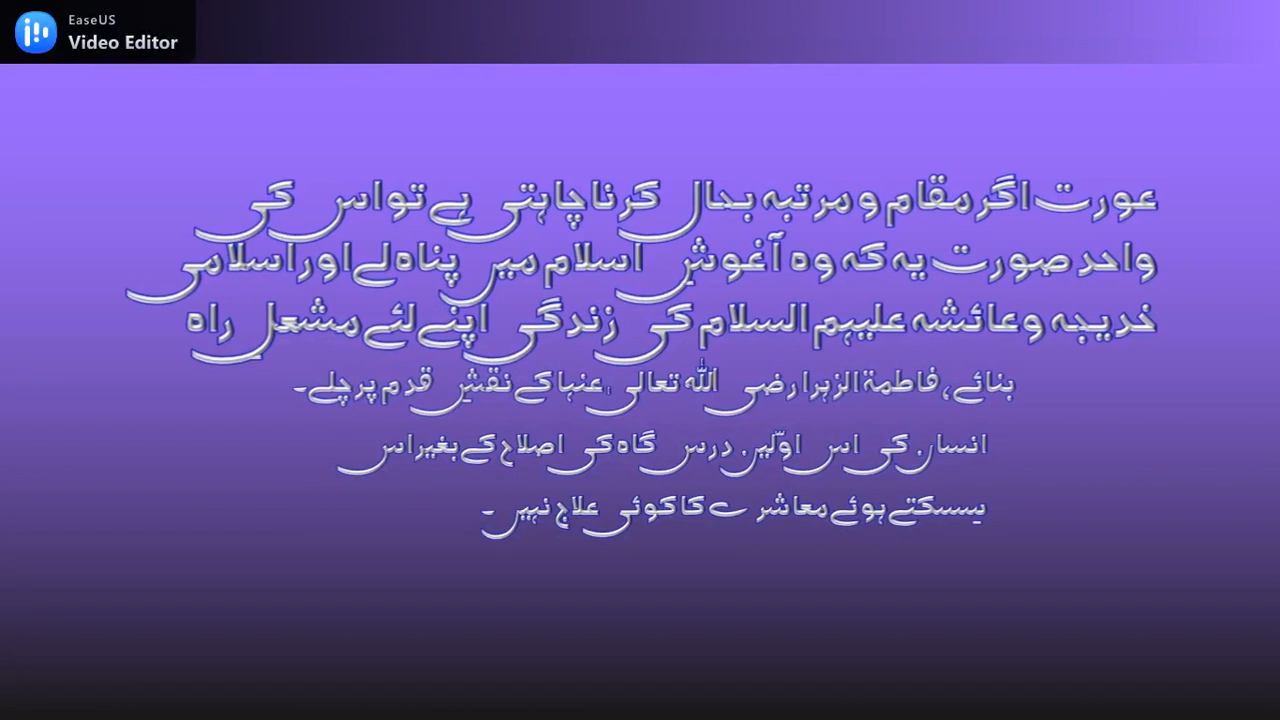 EaseUS
Video Editor
عورت اگر مقام و مرتبہ بحال کرنا چاہتی ہے تو اس کی
واحد صورت یہ کہ وہ آغوش اسلام میں پناہ لے اور اسلامی
خدیجہ و عائشہ علیہم السلام کی زندگی اپنے لئے مشعل راہ
بنائے، فاطمۃ الزہرا رضی اللہ تعالی عنہا کے نقش قدم پر چلے۔
انسان کی اس اوّلین درس گاہ کی اصلاح کے بغیر اس
سسکتے ہوئے معاشرے کا کوئی علاج نہیں۔